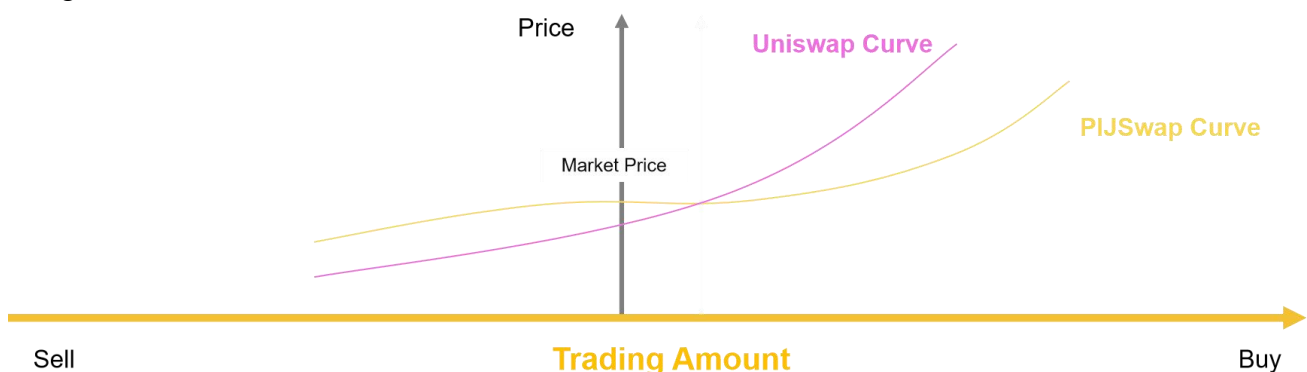 Price
Uniswap Curve
PIJSwap Curve
Market Price
Sell
Trading Amount
Buy